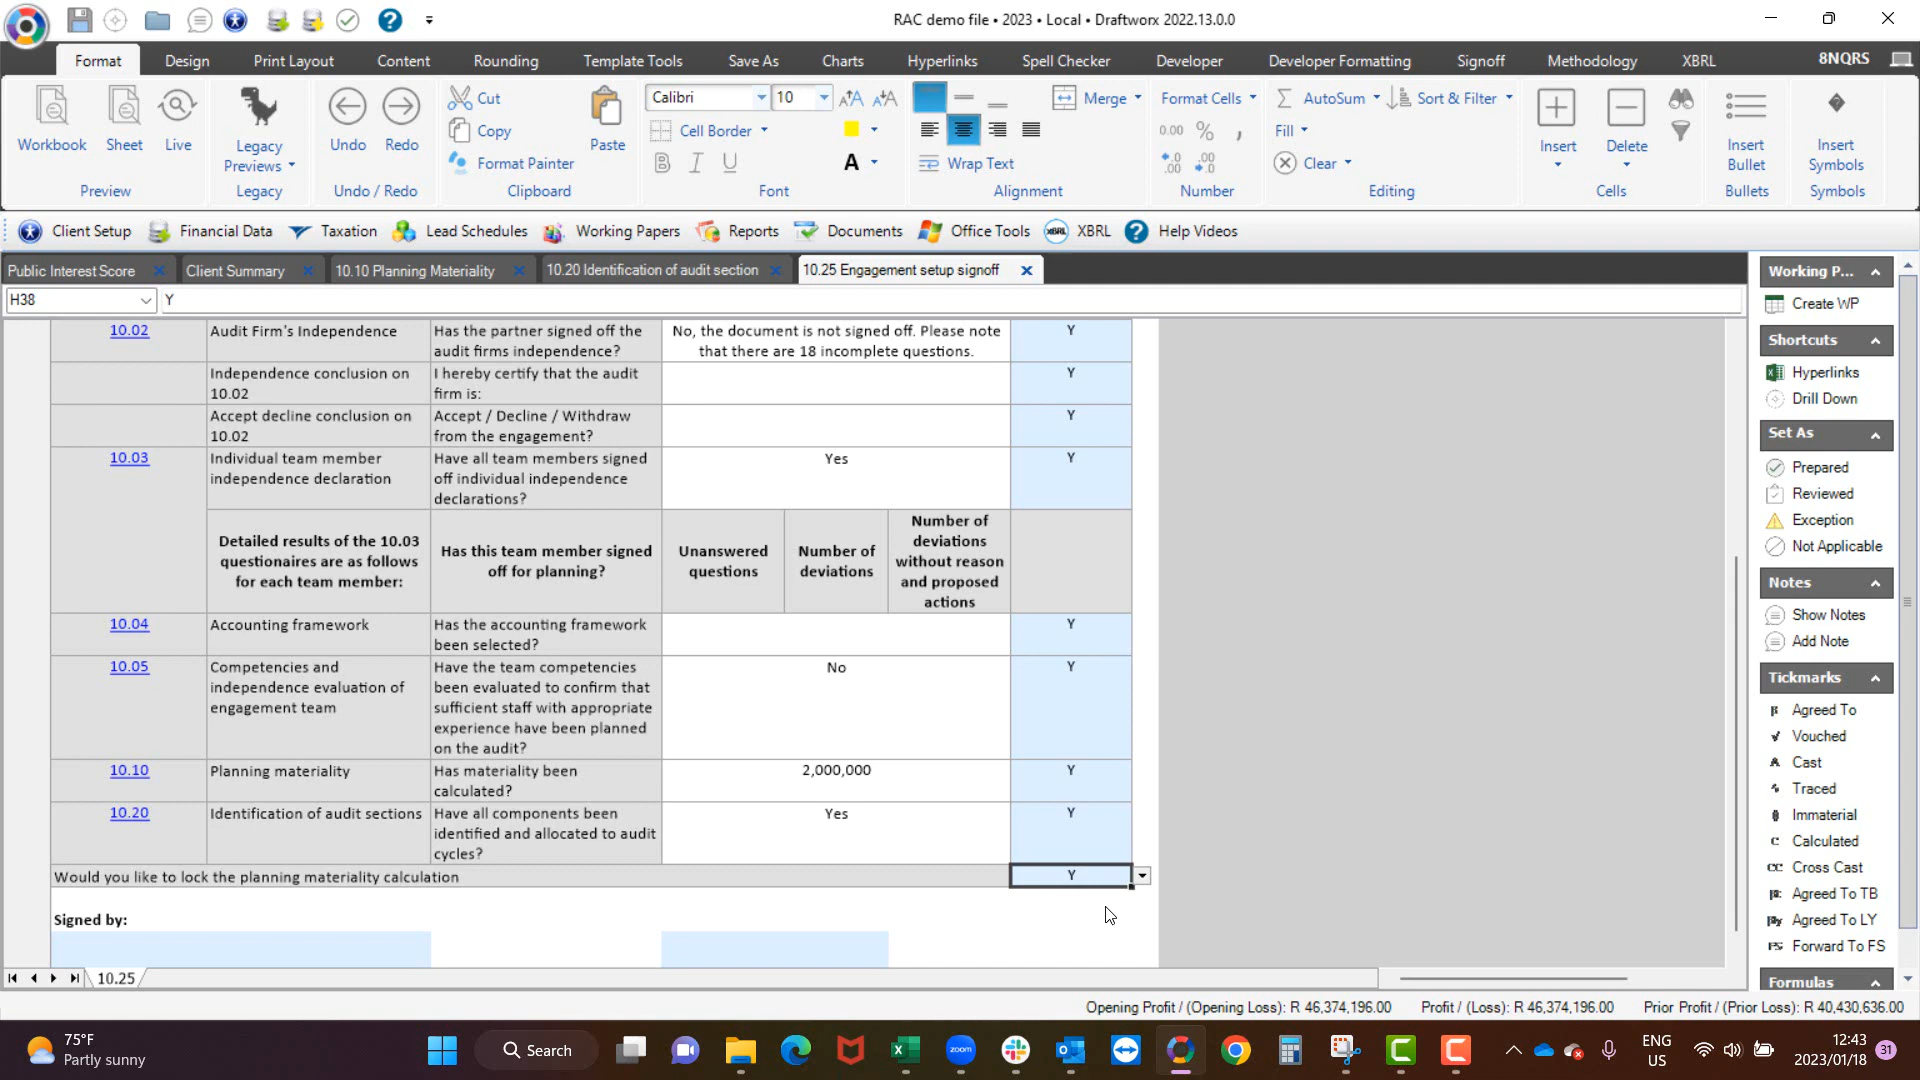 RAC demo file • 2023 • Local • Draftworx 2022.13.0.0
Format Design Print Layout Content Rounding Template Tools Save As Charts Hyperlinks Spell Checker Developer Developer Formatting Signoff Methodology XBRL 8NQRS
Workbook Sheet Live
Preview
Legacy Previews
Legacy
Undo Redo
Undo / Redo
Cut
Copy
Format Painter
Paste
Clipboard
Calibri 10
Cell Border
B I U A
Font
Merge
Wrap Text
Alignment
Format Cells
0.00 % ,
Number
AutoSum Sort & Filter
Fill
Clear
Editing
Insert Delete
Cells
Insert Bullet
Bullets
Insert Symbols
Symbols
Client Setup Financial Data Taxation Lead Schedules Working Papers Reports Documents Office Tools XBRL Help Videos
Public Interest Score Client Summary 10.10 Planning Materiality 10.20 Identification of audit section 10.25 Engagement setup signoff
H38 Y
10.02 Audit Firm's Independence Has the partner signed off the audit firms independence? No, the document is not signed off. Please note that there are 18 incomplete questions. Y
Independence conclusion on 10.02 I hereby certify that the audit firm is: Y
Accept decline conclusion on 10.02 Accept / Decline / Withdraw from the engagement? Y
10.03 Individual team member independence declaration Have all team members signed off individual independence declarations? Yes Y
Detailed results of the 10.03 questionaires are as follows for each team member: Has this team member signed off for planning? Unanswered questions Number of deviations Number of deviations without reason and proposed actions
10.04 Accounting framework Has the accounting framework been selected? Y
10.05 Competencies and independence evaluation of engagement team Have the team competencies been evaluated to confirm that sufficient staff with appropriate experience have been planned on the audit? No Y
10.10 Planning materiality Has materiality been calculated? 2,000,000 Y
10.20 Identification of audit sections Have all components been identified and allocated to audit cycles? Yes Y
Would you like to lock the planning materiality calculation Y
Signed by:
10.25
Working P...
Create WP
Shortcuts
Hyperlinks
Drill Down
Set As
Prepared
Reviewed
Exception
Not Applicable
Notes
Show Notes
Add Note
Tickmarks
Agreed To
Vouched
Cast
Traced
Immaterial
Calculated
Cross Cast
Agreed To TB
Agreed To LY
Forward To FS
Formulas
Opening Profit / (Opening Loss): R 46,374,196.00 Profit / (Loss): R 46,374,196.00 Prior Profit / (Prior Loss): R 40,430,636.00
75°F
Partly sunny
Search
zoom
ENG
US
12:43
2023/01/18
31